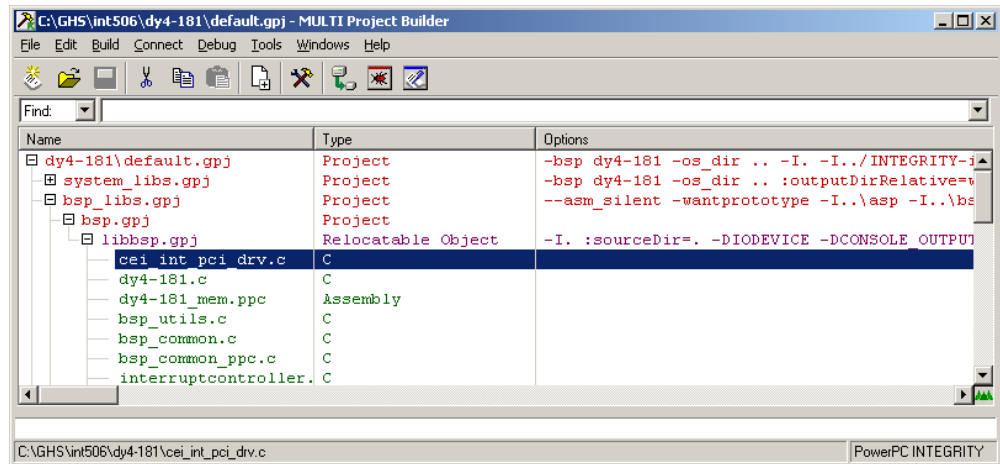 C:\GHS\int506\dy4-181\default.gpj - MULTI Project Builder
File Edit Build Connect Debug Tools Windows Help
Find:
Name Type Options
dy4-181\default.gpj Project -bsp dy4-181 -os_dir .. -I. -I../INTEGRITY-i
system_libs.gpj Project -bsp dy4-181 -os_dir .. :outputDirRelative=w
bsp_libs.gpj Project --asm_silent -wantprototype -I..\asp -I..\bs
bsp.gpj Project
libbsp.gpj Relocatable Object -I. :sourceDir=. -DIODEVICE -DCONSOLE_OUTPUT
cei_int_pci_drv.c C
dy4-181.c C
dy4-181_mem.ppc Assembly
bsp_utils.c C
bsp_common.c C
bsp_common_ppc.c C
interruptcontroller. C
C:\GHS\int506\dy4-181\cei_int_pci_drv.c PowerPC INTEGRITY